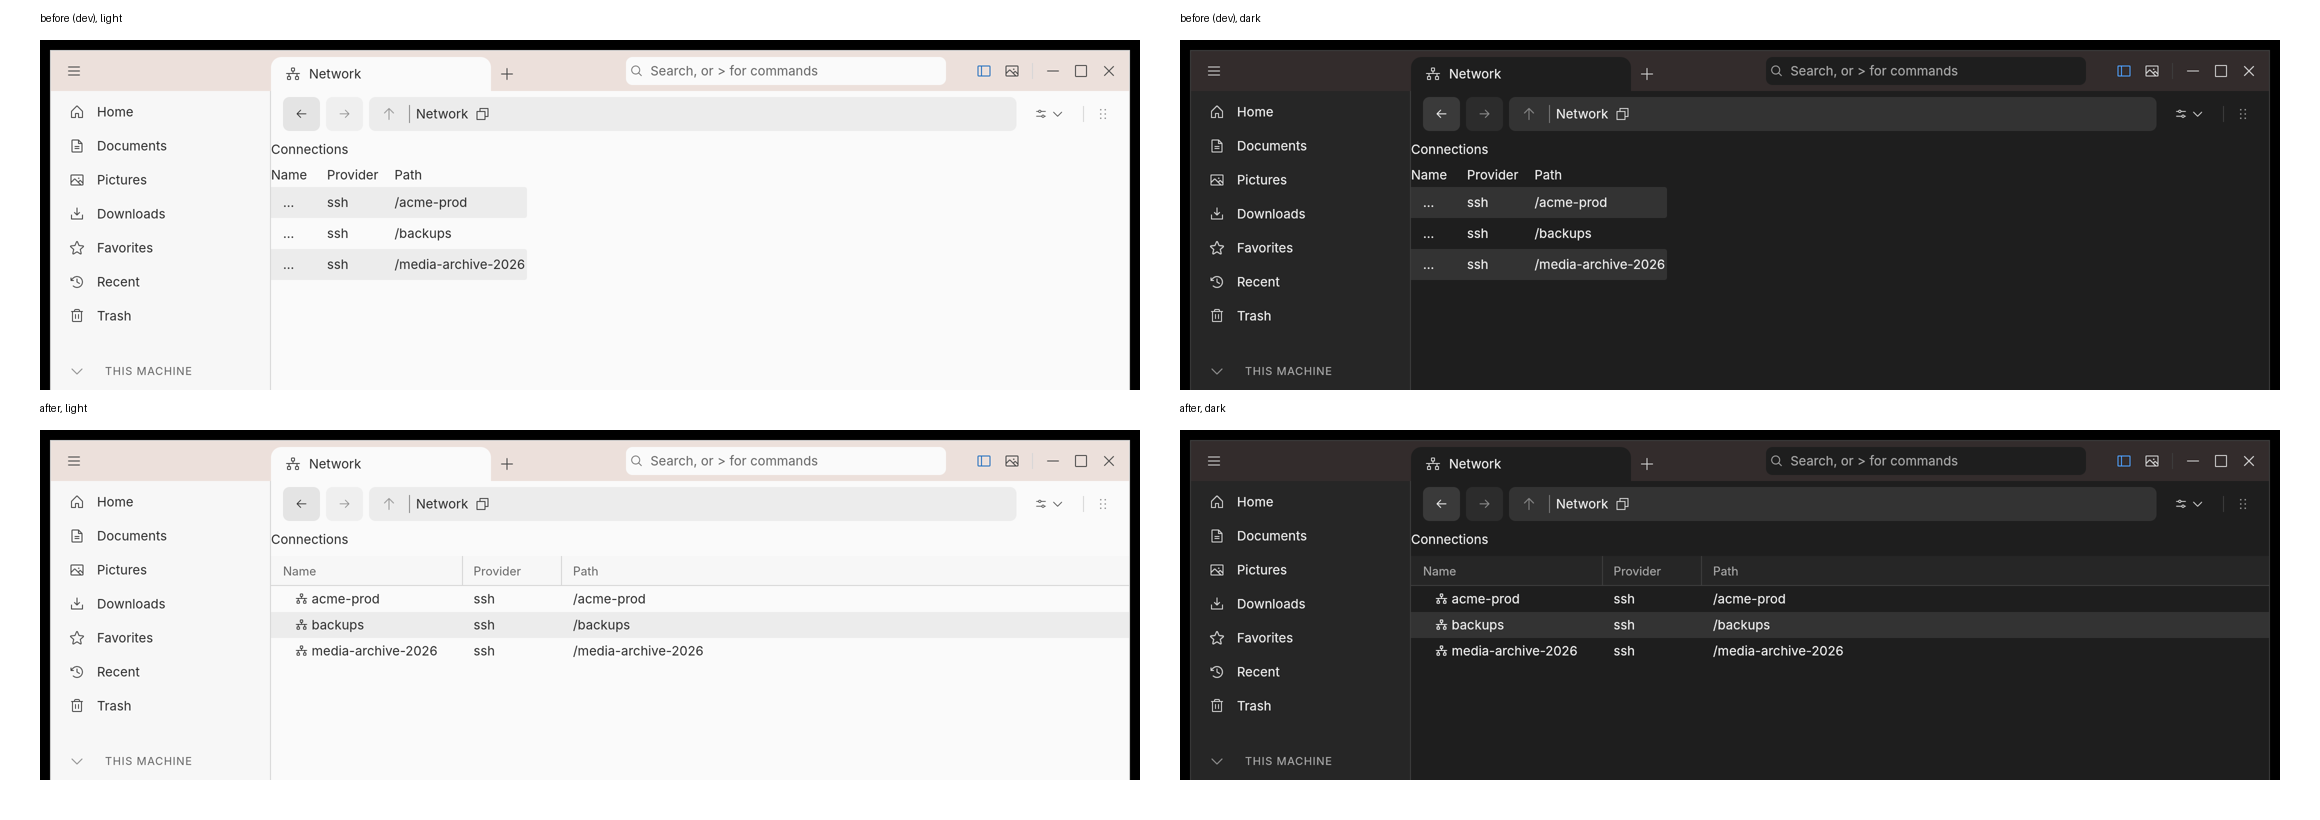 before (dev), light
Network
Search, or > for commands
Home
Documents
Pictures
Downloads
Favorites
Recent
Trash
THIS MACHINE
Network
Connections
Name Provider Path
... ssh /acme-prod
... ssh /backups
... ssh /media-archive-2026
before (dev), dark
Network
Search, or > for commands
Home
Documents
Pictures
Downloads
Favorites
Recent
Trash
THIS MACHINE
Network
Connections
Name Provider Path
... ssh /acme-prod
... ssh /backups
... ssh /media-archive-2026
after, light
Network
Search, or > for commands
Home
Documents
Pictures
Downloads
Favorites
Recent
Trash
THIS MACHINE
Network
Connections
Name Provider Path
acme-prod ssh /acme-prod
backups ssh /backups
media-archive-2026 ssh /media-archive-2026
after, dark
Network
Search, or > for commands
Home
Documents
Pictures
Downloads
Favorites
Recent
Trash
THIS MACHINE
Network
Connections
Name Provider Path
acme-prod ssh /acme-prod
backups ssh /backups
media-archive-2026 ssh /media-archive-2026